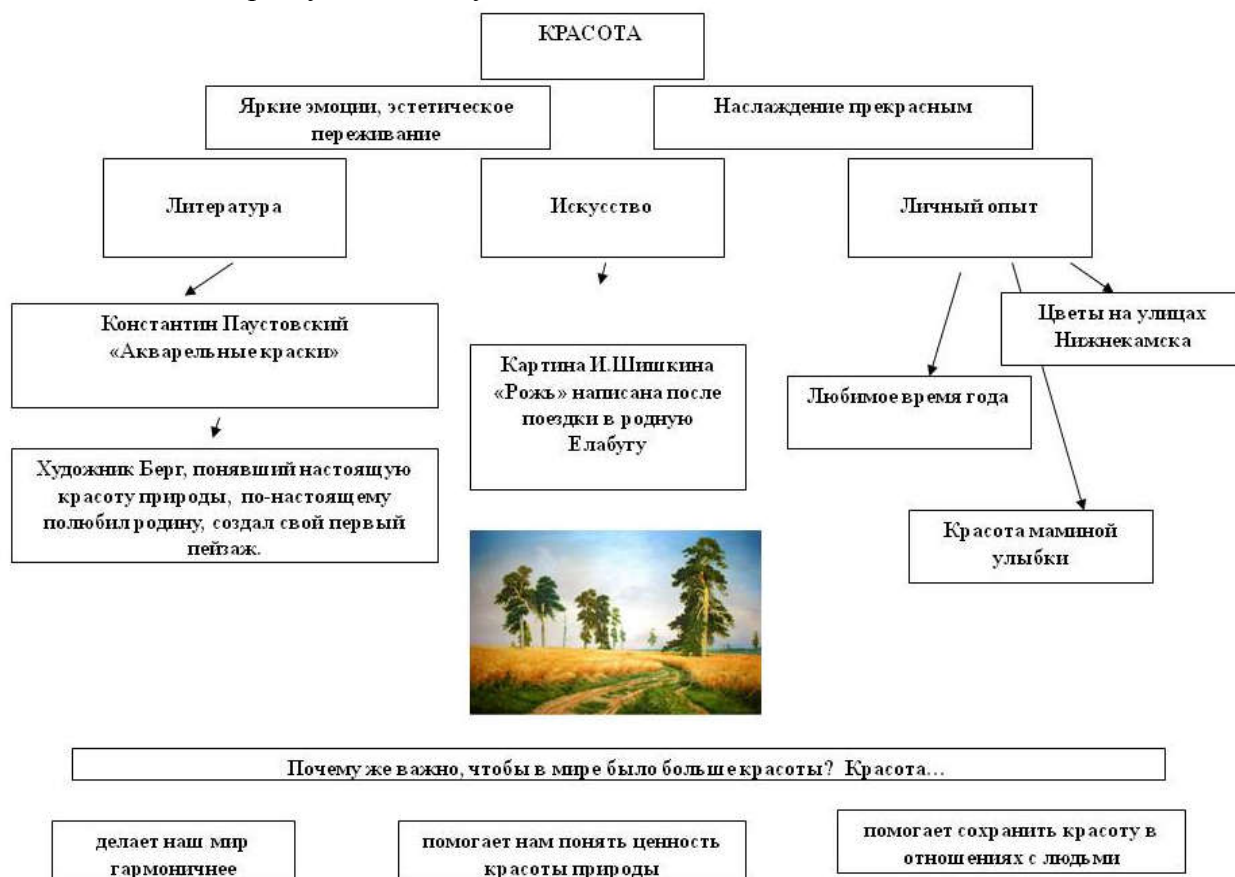 КРАСОТА
Яркие эмоции, эстетическое
переживание
Наслаждение прекрасным
Литература
Искусство
Личный опыт
Константин Паустовский
«Акварельные краски»
Художник Берг, понявший настоящую
красоту природы, по-настоящему
полюбил родину, создал свой первый
пейзаж.
Картина И.Шишкина
«Рожь» написана после
поездки в родную
Елабугу
Цветы на улицах
Нижнекамска
Любимое время года
Красота маминой
улыбки
Почему же важно, чтобы в мире было больше красоты? Красота…
делает наш мир
гармоничнее
помогает нам понять ценность
красоты природы
помогает сохранить красоту в
отношениях с людьми